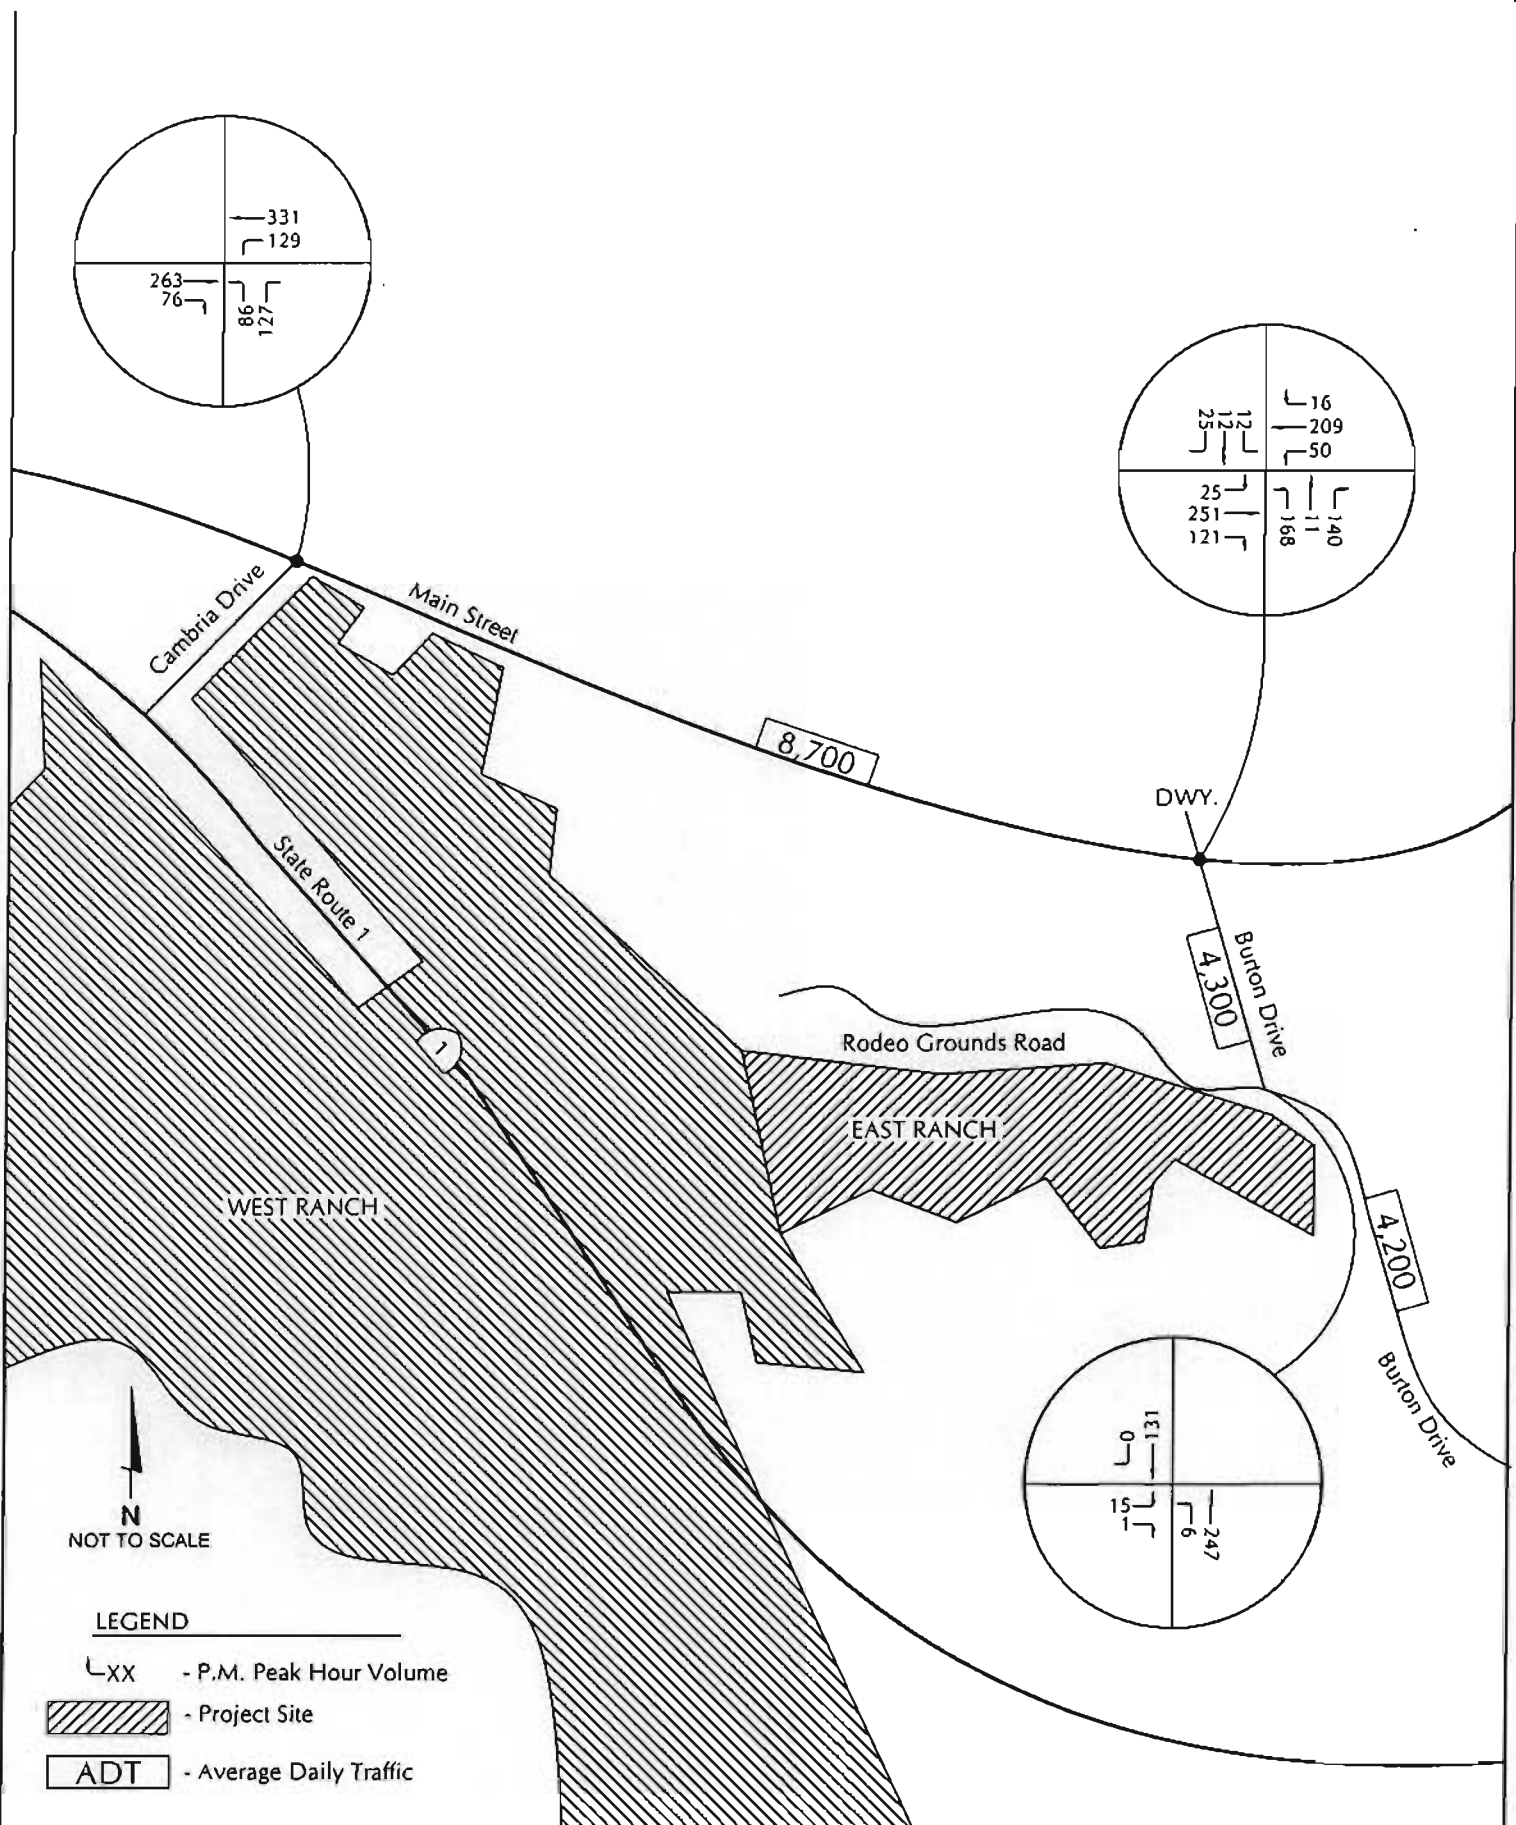 331
129
263
76
86
127
16
209
50
25
12
12
25
251
121
168
11
140
Cambria Drive
Main Street
8,700
DWY.
State Route 1
1
4,300
Burton Drive
Rodeo Grounds Road
EAST RANCH
WEST RANCH
4,200
Burton Drive
0
131
15
1
6
247
N
NOT TO SCALE
LEGEND
XX - P.M. Peak Hour Volume
- Project Site
ADT - Average Daily Traffic